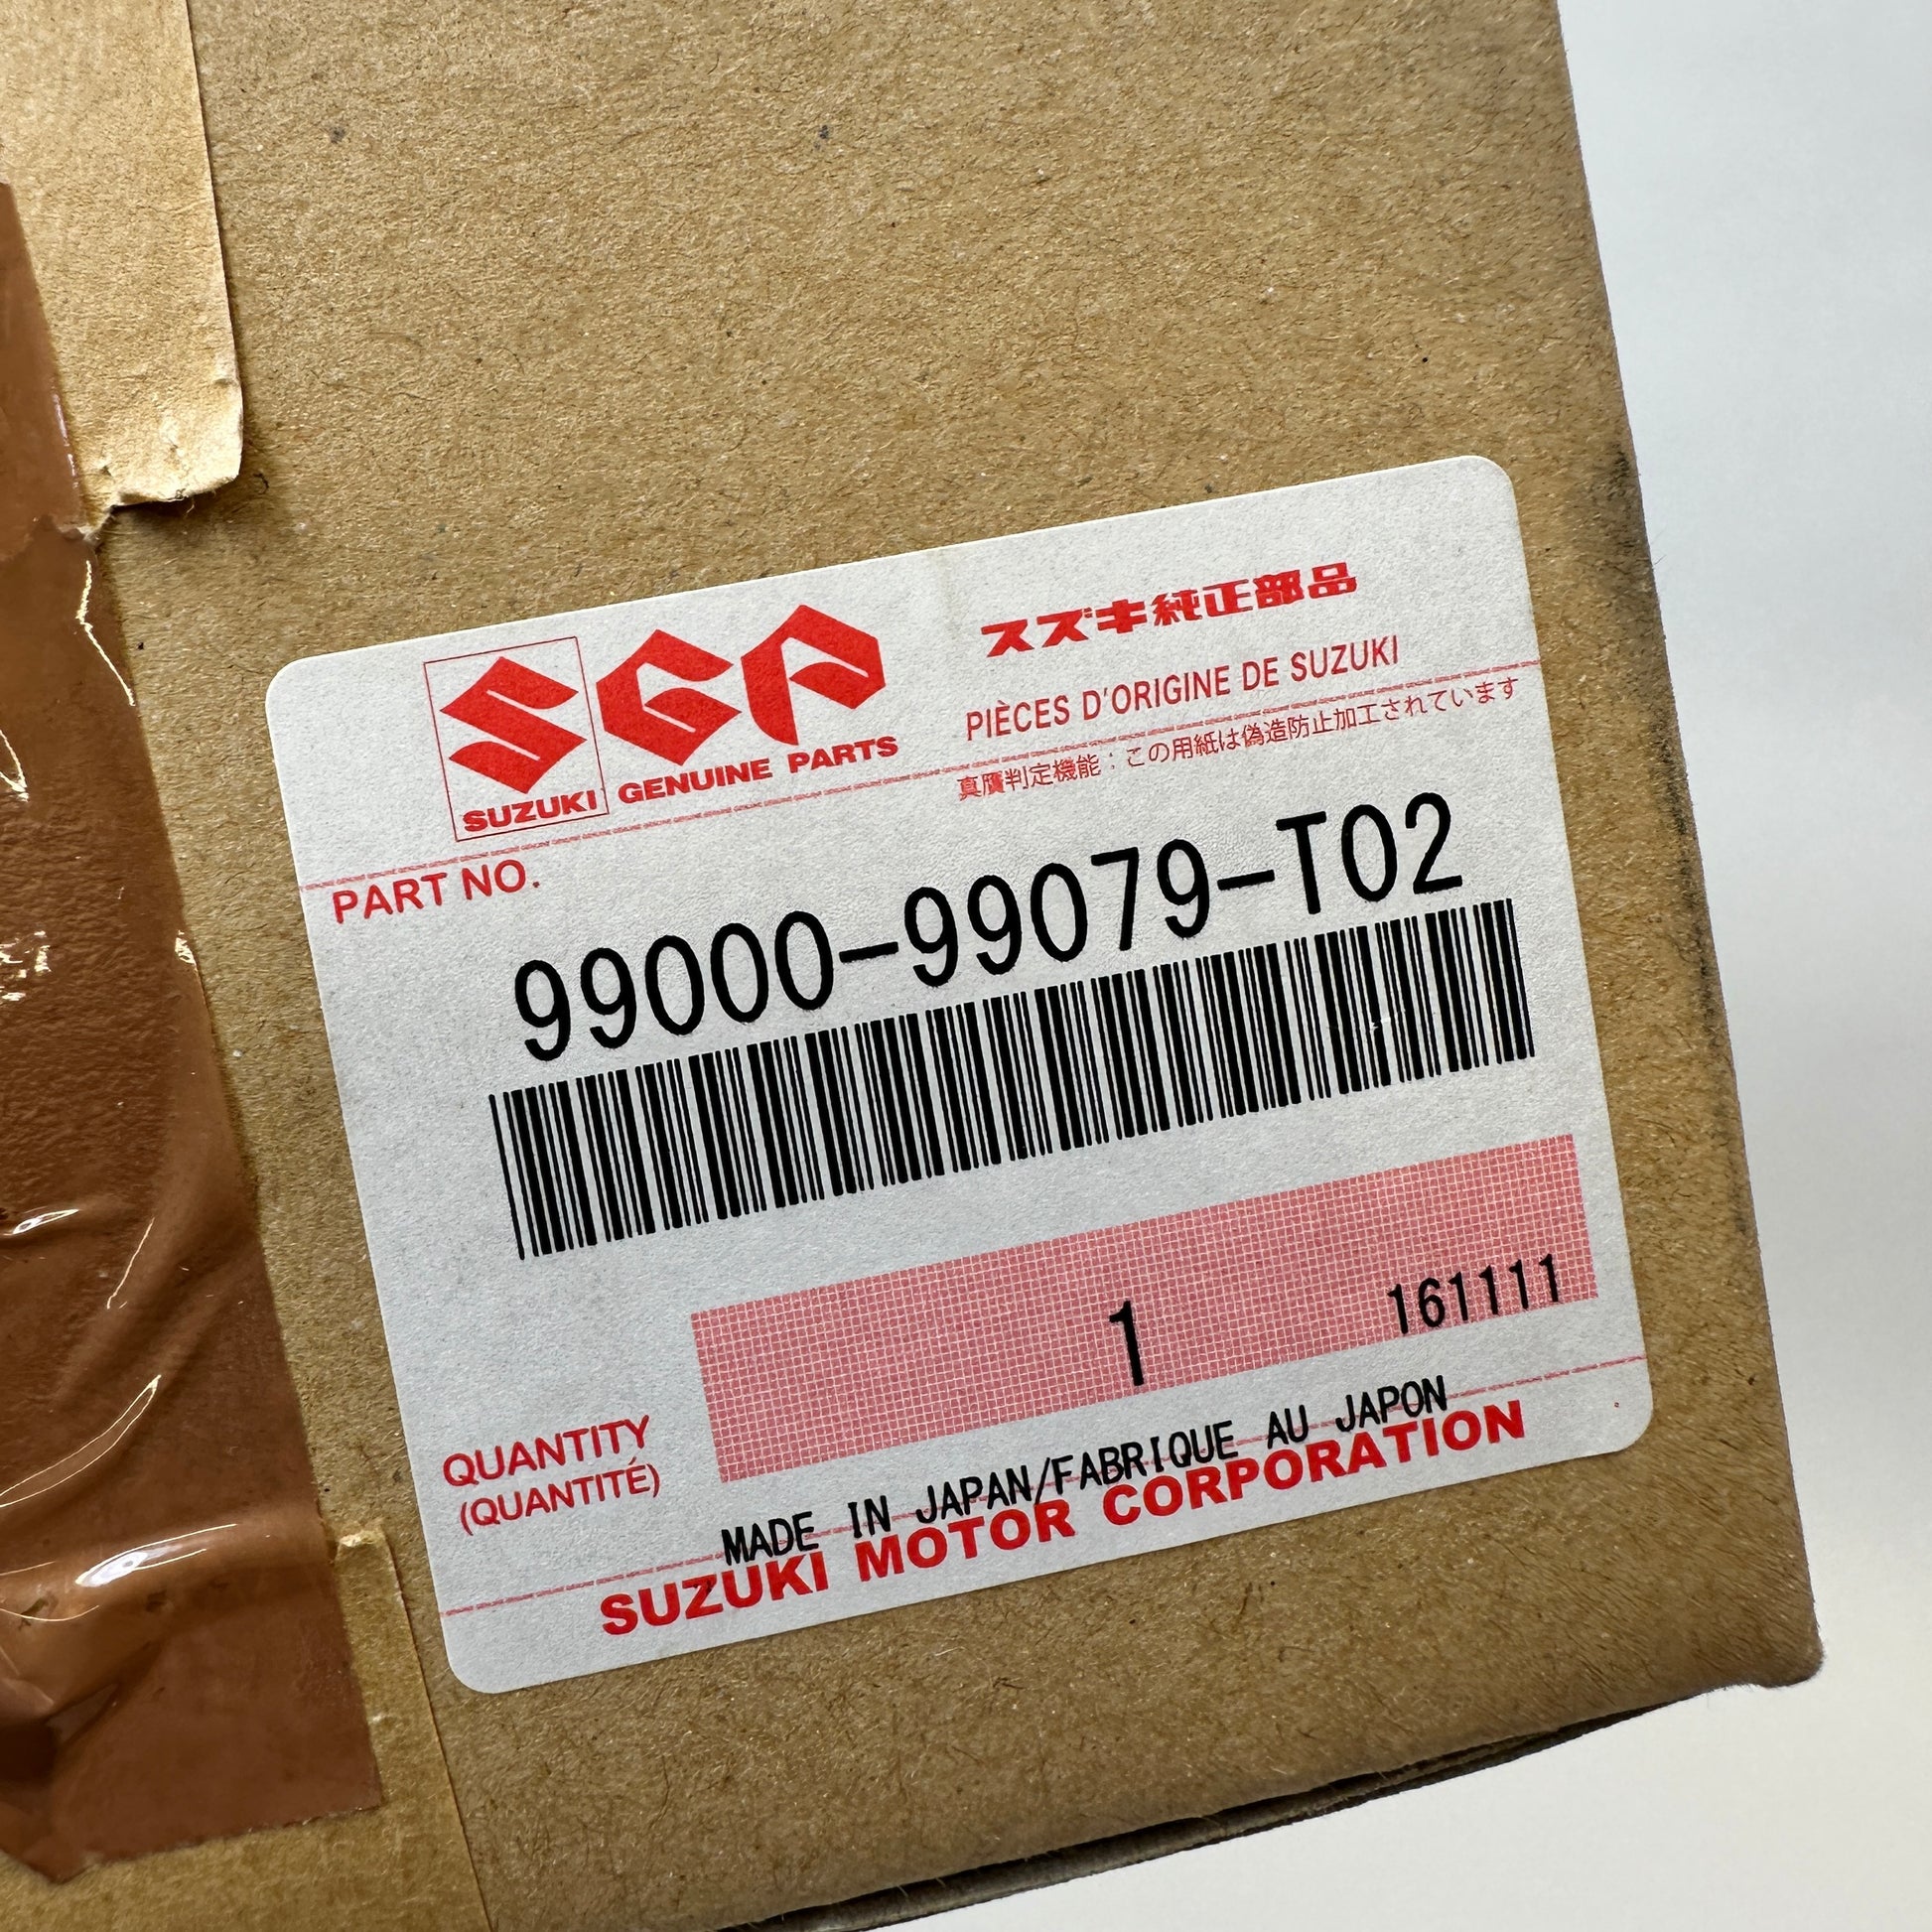 SGP
SUZUKI GENUINE PARTS
スズキ純正部品
PIÈCES D'ORIGINE DE SUZUKI
真贋判定機能：この用紙は偽造防止加工されています
PART NO.
99000-99079-T02
1
161111
QUANTITY
(QUANTITÉ)
MADE IN JAPAN/FABRIQUE AU JAPON
SUZUKI MOTOR CORPORATION